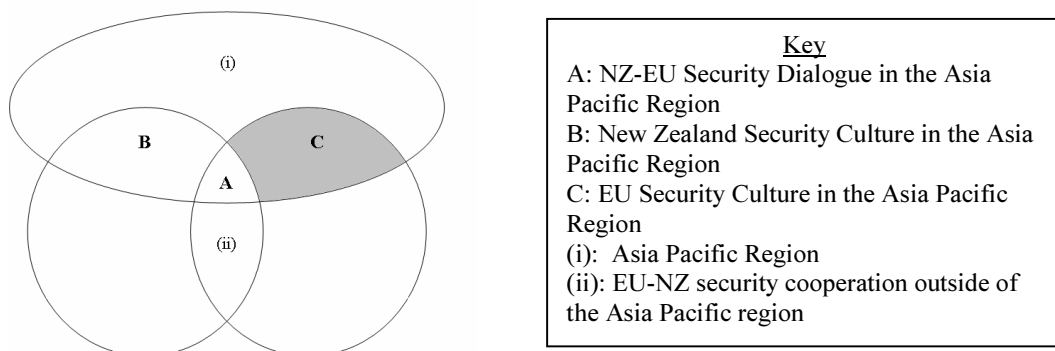 (i)
B
C
A
(ii)
Key
A: NZ-EU Security Dialogue in the Asia
Pacific Region
B: New Zealand Security Culture in the Asia
Pacific Region
C: EU Security Culture in the Asia Pacific
Region
(i): Asia Pacific Region
(ii): EU-NZ security cooperation outside of
the Asia Pacific region